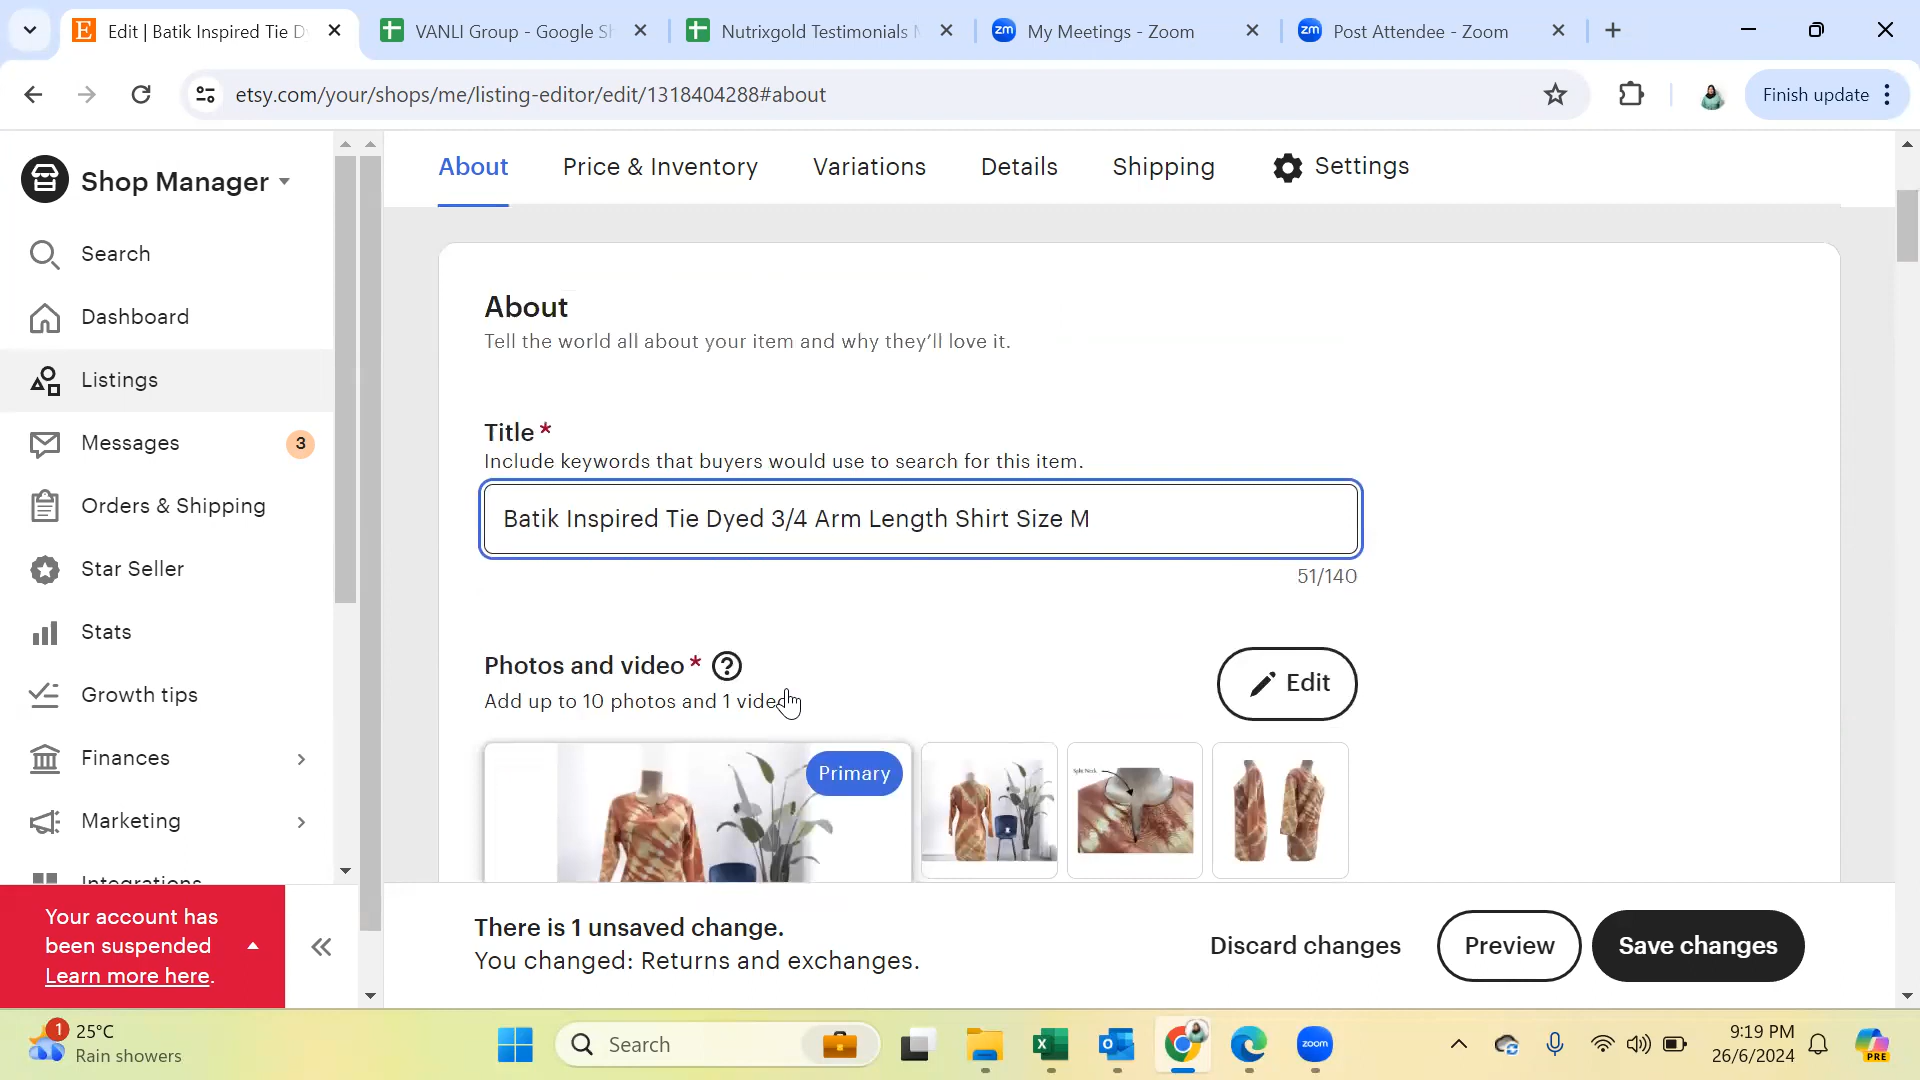 Edit | Batik Inspired Tie D
VANLI Group - Google Sh
Nutrixgold Testimonials
My Meetings - Zoom
Post Attendee - Zoom
etsy.com/your/shops/me/listing-editor/edit/1318404288#about
Finish update
Shop Manager
Search
Dashboard
Listings
Messages
3
Orders & Shipping
Star Seller
Stats
Growth tips
Finances
Marketing
Integrations
Your account has
been suspended
Learn more here.
About
Price & Inventory
Variations
Details
Shipping
Settings
About
Tell the world all about your item and why they'll love it.
Title *
Include keywords that buyers would use to search for this item.
Batik Inspired Tie Dyed 3/4 Arm Length Shirt Size M
51/140
Photos and video *
Add up to 10 photos and 1 video
Edit
Primary
Split Neck
There is 1 unsaved change.
You changed: Returns and exchanges.
Discard changes
Preview
Save changes
1
25°C
Rain showers
Search
zoom
9:19 PM
26/6/2024
PRE